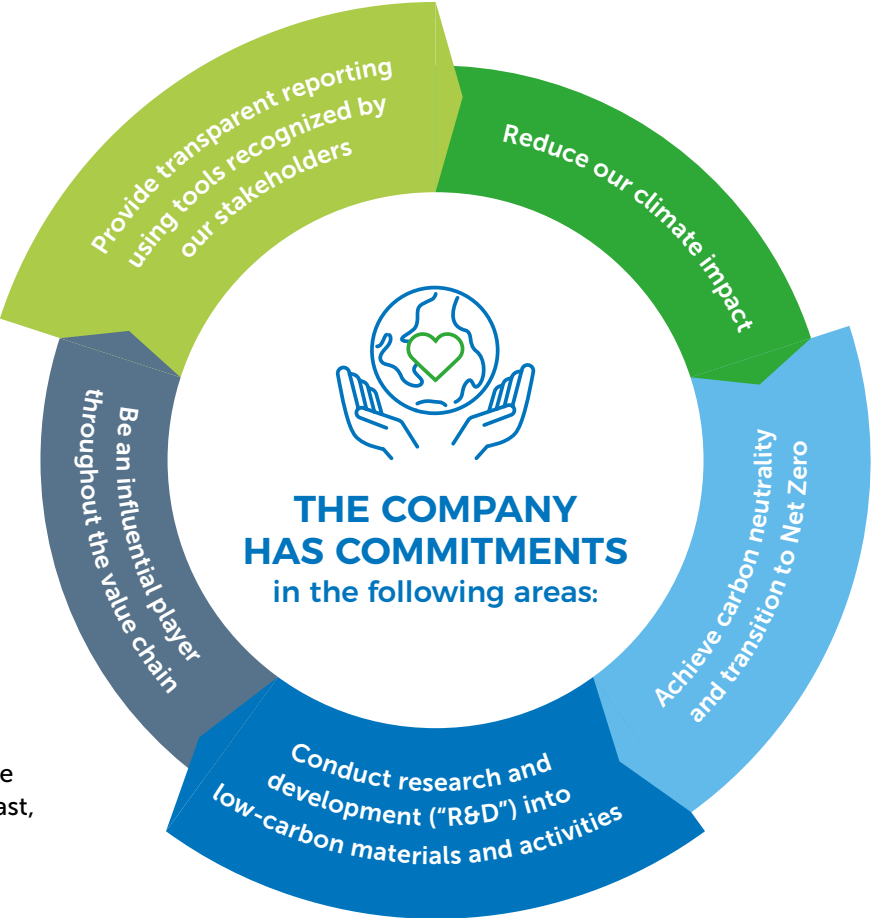 Provide transparent reporting
using tools recognized by
our stakeholders
Reduce our climate impact
Achieve carbon neutrality
and transition to Net Zero
Conduct research and
development (“R&D”) into
low-carbon materials and activities
Be an influential player
throughout the value chain
THE COMPANY
HAS COMMITMENTS
in the following areas: